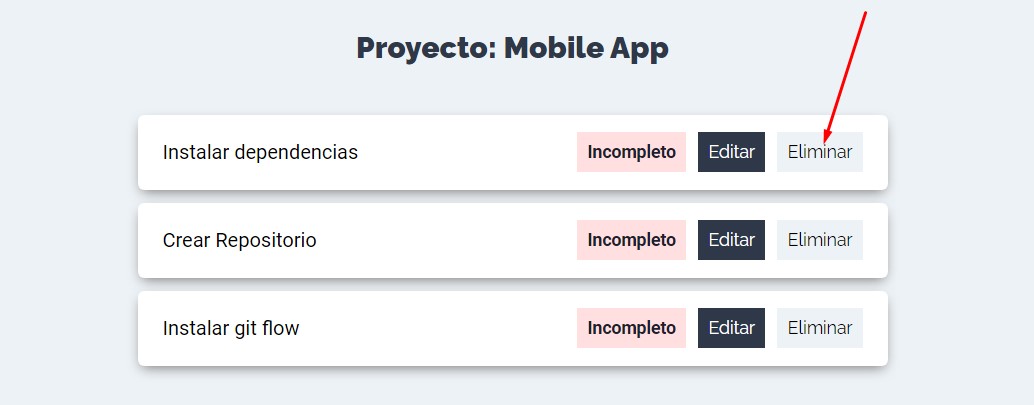 Proyecto: Mobile App
Instalar dependencias Incompleto Editar Eliminar
Crear Repositorio Incompleto Editar Eliminar
Instalar git flow Incompleto Editar Eliminar